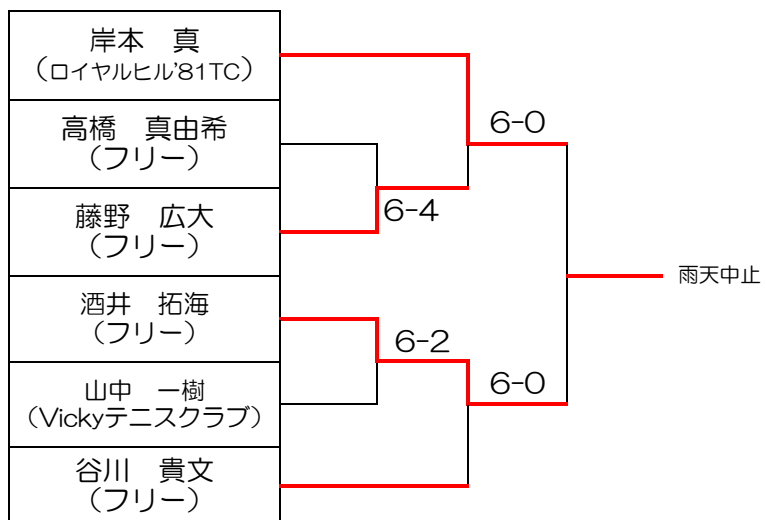 岸本　真
（ロイヤルヒル'81TC）
高橋　真由希
（フリー）
藤野　広大
（フリー）
酒井　拓海
（フリー）
山中　一樹
（Vickyテニスクラブ）
谷川　貴文
（フリー）
6-4
6-2
6-0
6-0
雨天中止